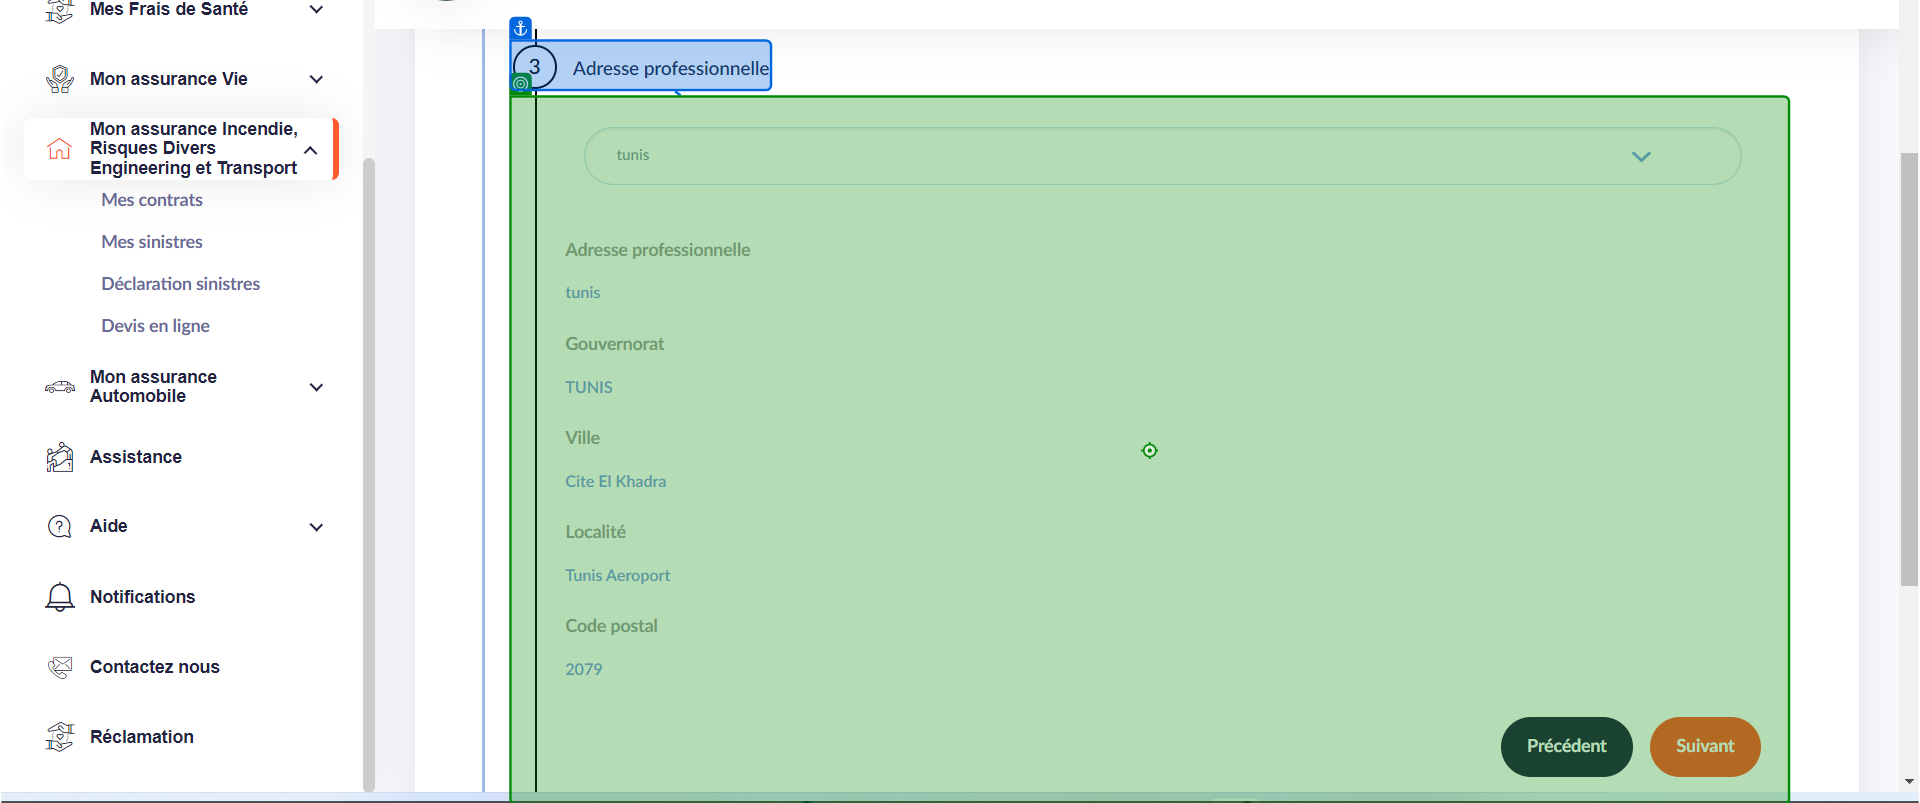 Mes Frais de Santé
Mon assurance Vie
Mon assurance Incendie,
Risques Divers
Engineering et Transport
Mes contrats
Mes sinistres
Déclaration sinistres
Devis en ligne
Mon assurance
Automobile
Assistance
Aide
Notifications
Contactez nous
Réclamation
3 Adresse professionnelle
tunis
Adresse professionnelle
tunis
Gouvernorat
TUNIS
Ville
Cite El Khadra
Localité
Tunis Aeroport
Code postal
2079
Précédent Suivant